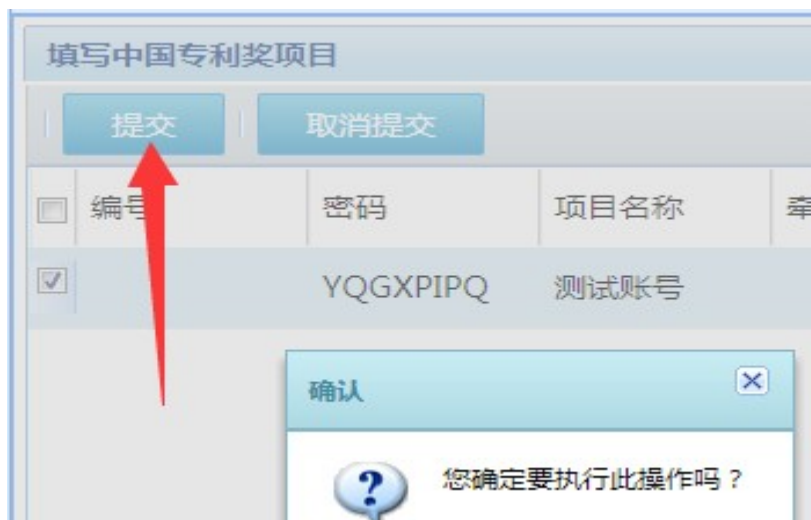 填写中国专利奖项目
提交 取消提交
编号 密码 项目名称 牵
YQGXPIPQ 测试账号
确认
您确定要执行此操作吗？